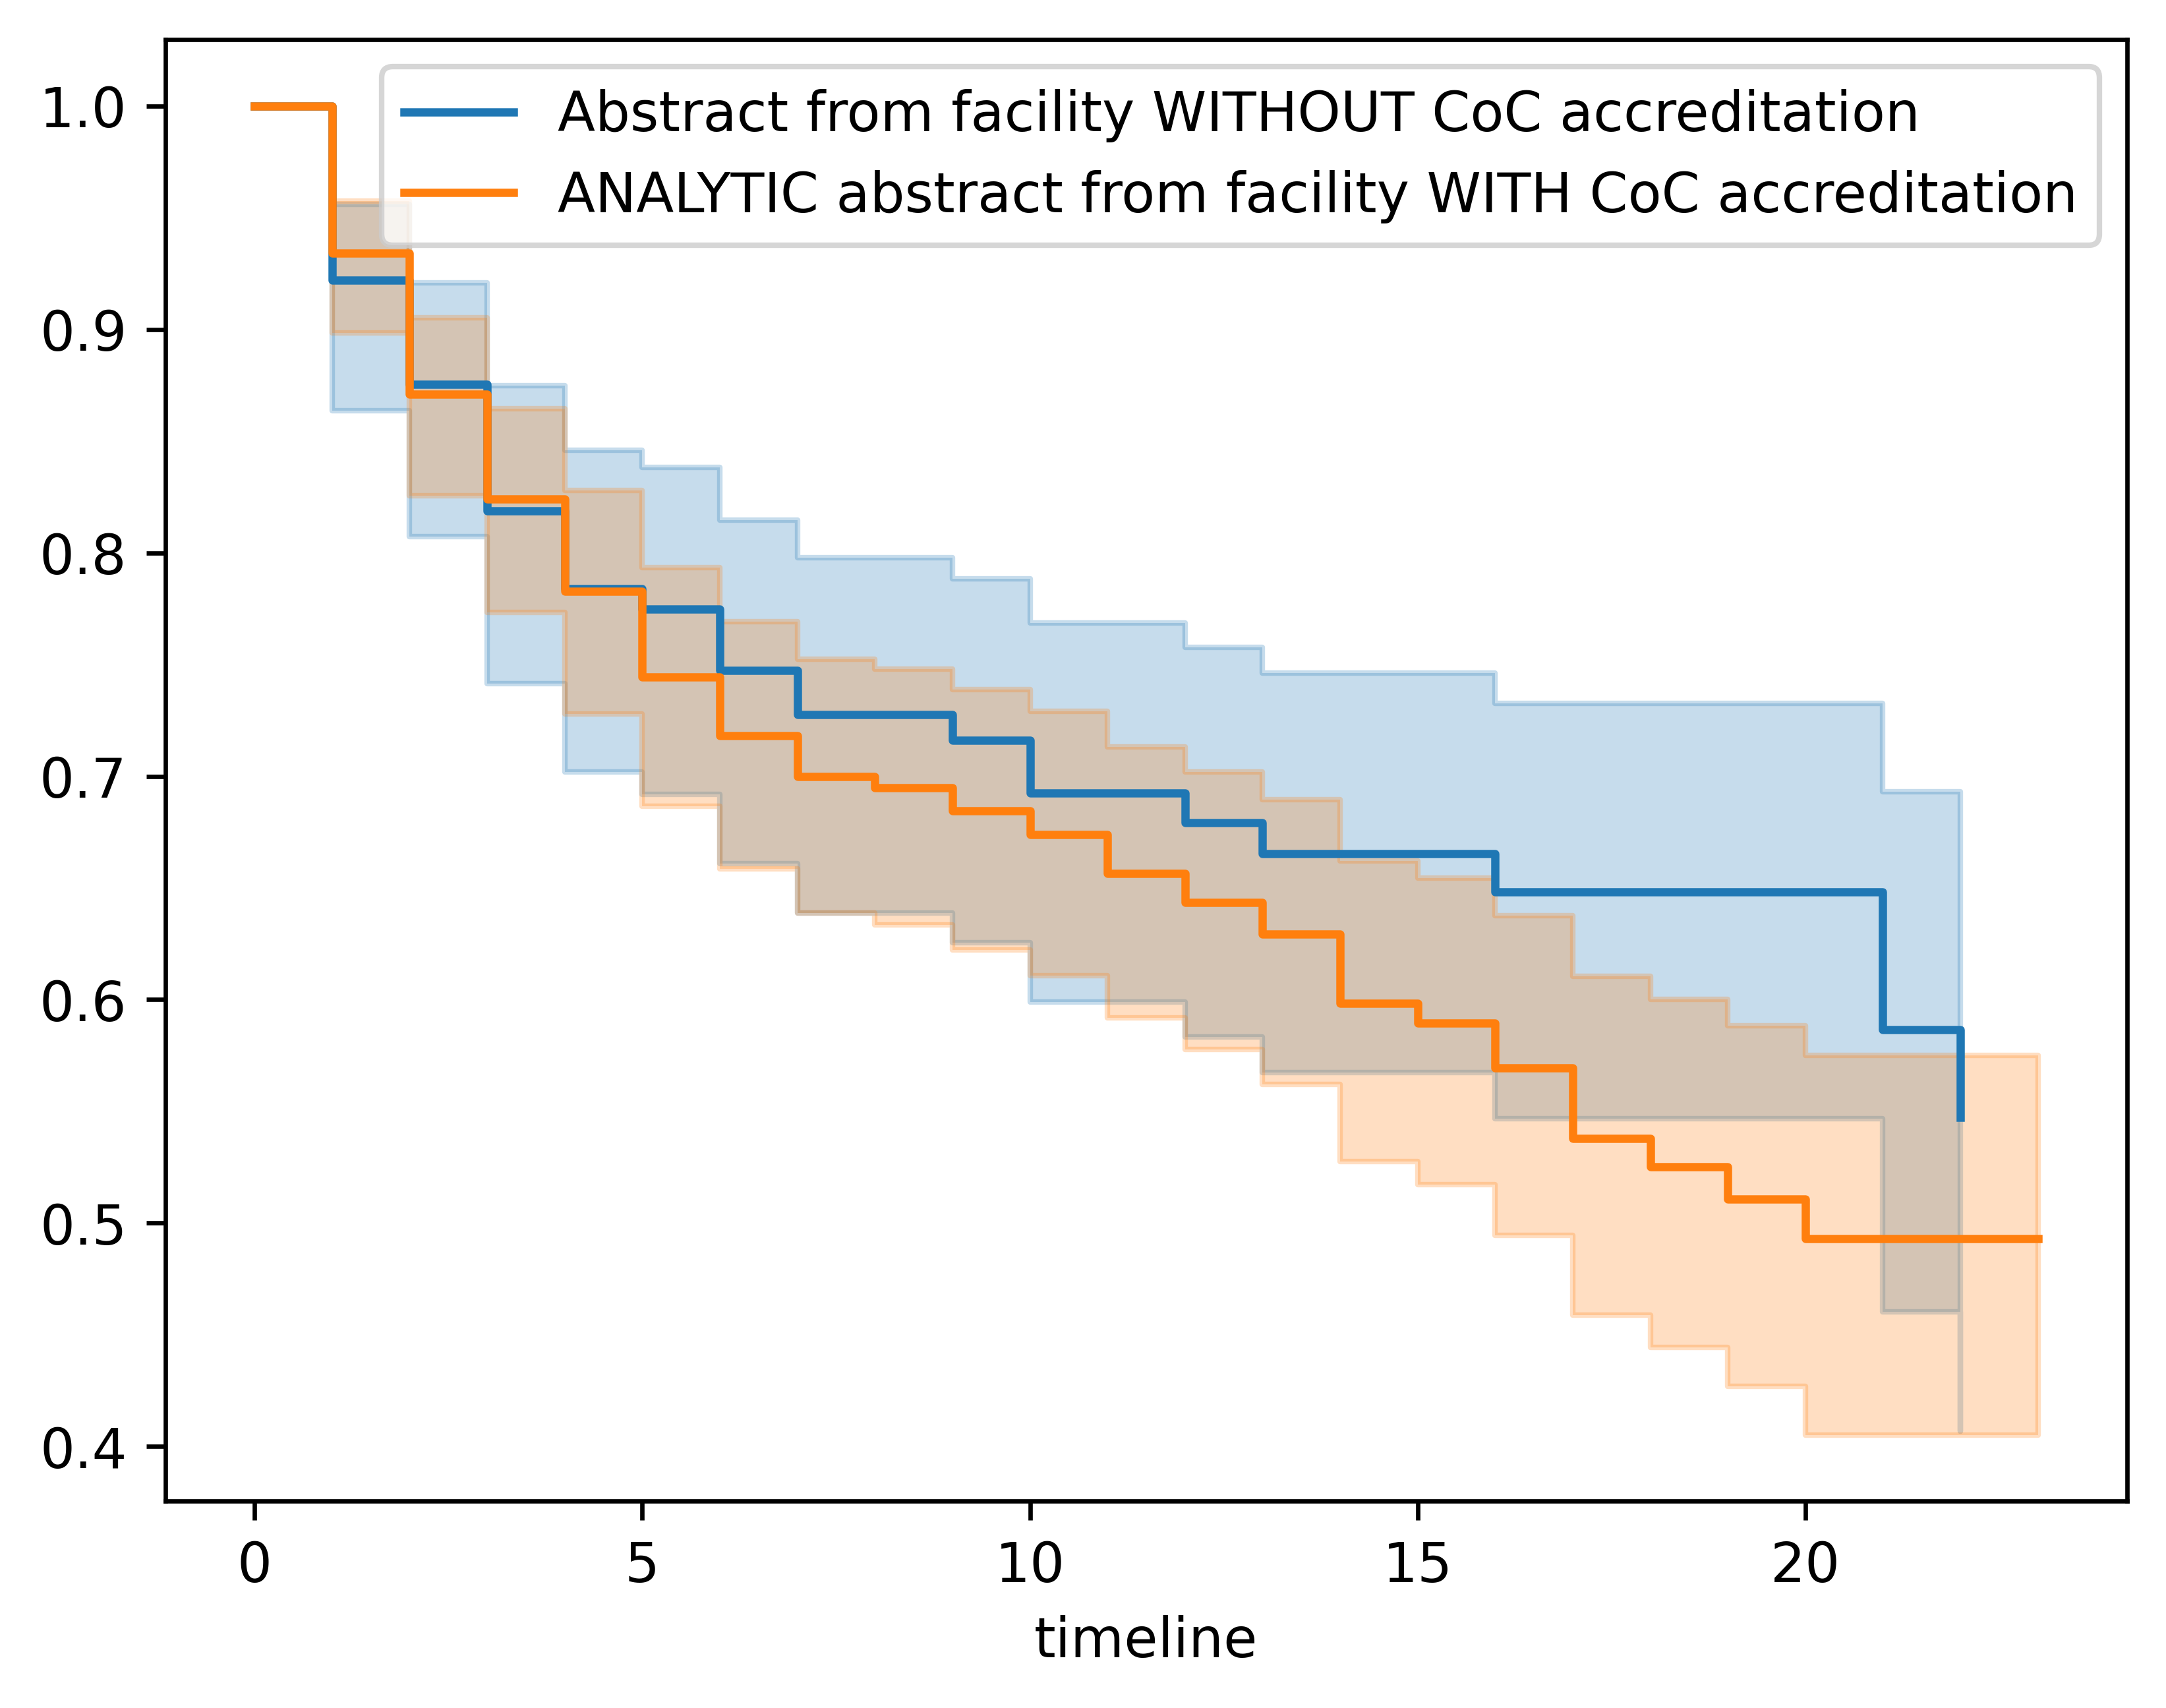 Abstract from facility WITHOUT CoC accreditation
ANALYTIC abstract from facility WITH CoC accreditation
1.0
0.9
0.8
0.7
0.6
0.5
0.4
0 5 10 15 20
timeline